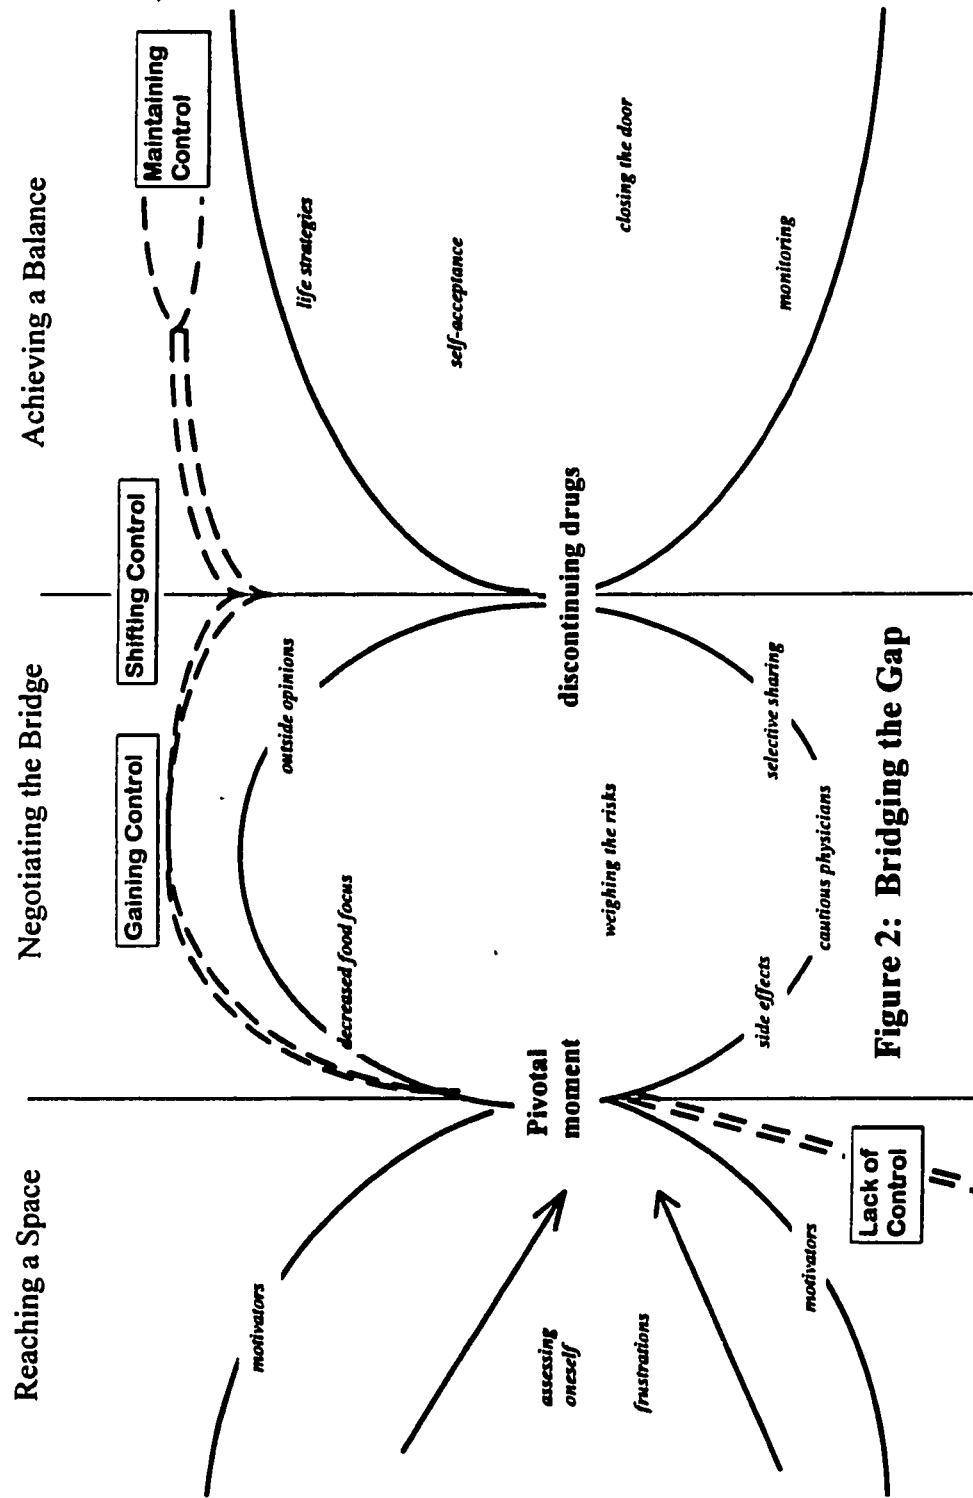 Reaching a Space
Negotiating the Bridge
Achieving a Balance
Gaining Control
Shifting Control
Maintaining
Control
motivators
decreased food focus
outside opinions
life strategies
self-acceptance
assessing
oneself
frustrations
Pivotal
moment
weighing the risks
discontinuing drugs
closing the door
motivators
Lack of
Control
side effects
cautious physicians
selective sharing
monitoring
Figure 2: Bridging the Gap